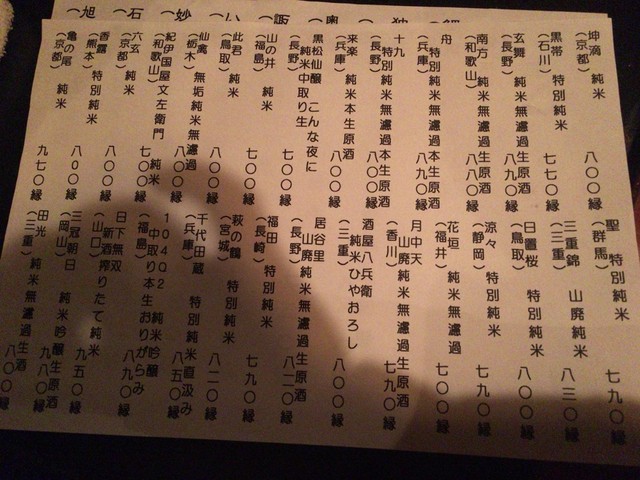 坤滴 純米
(京都) 八〇〇縁
黒帯 特別純米
(石川) 七七〇縁
玄舞 純米無濾過生原酒
(長野) 八九〇縁
南方 純米無濾過生原酒
(和歌山) 八八〇縁
舟 特別純米無濾過本生原酒
(兵庫) 八〇〇縁
十九 特別純米無濾過本生原酒
(長野) 八〇〇縁
来楽 純米本生原酒
(兵庫) 八〇〇縁
黒松仙醸 こんな夜に
純米中取り生
(長野) 七〇〇縁
山の井 純米
(福島) 七〇〇縁
此君 純米
(鳥取) 八〇〇縁
仙禽 無垢純米無濾過
(栃木) 八〇〇縁
紀伊国屋文左衛門 純米
(和歌山) 七〇〇縁
六玄 純米
(京都) 八〇〇縁
香露 特別純米
(熊本) 八〇〇縁
亀の尾 純米
(京都) 九七〇縁
聖 特別純米
(群馬) 七九〇縁
三重錦 山廃純米
(三重) 八三〇縁
日置桜 特別純米
(鳥取) 八〇〇縁
涼々 特別純米
(静岡) 七九〇縁
花垣 純米無濾過
(福井) 七〇〇縁
月中天
山廃純米無濾過生原酒
(香川) 七九〇縁
酒屋八兵衛
純米ひやおろし
(三重) 八〇〇縁
居谷里
山廃純米無濾過生原酒
(長野) 八二〇縁
福田 特別純米
(長崎) 七九〇縁
萩の鶴 特別純米
(宮城) 八二〇縁
千代田蔵 特別純米直汲み
(兵庫) 八五〇縁
純米吟醸
中取り本生おりがらみ
(福島) 八九〇縁
日下無双
新酒搾りたて純米
(山口) 九五〇縁
三冠朝日 純米吟醸生原酒
(岡山) 九八〇縁
田光 純米無濾過生酒
(三重) 八〇〇縁
旭
石
妙
い